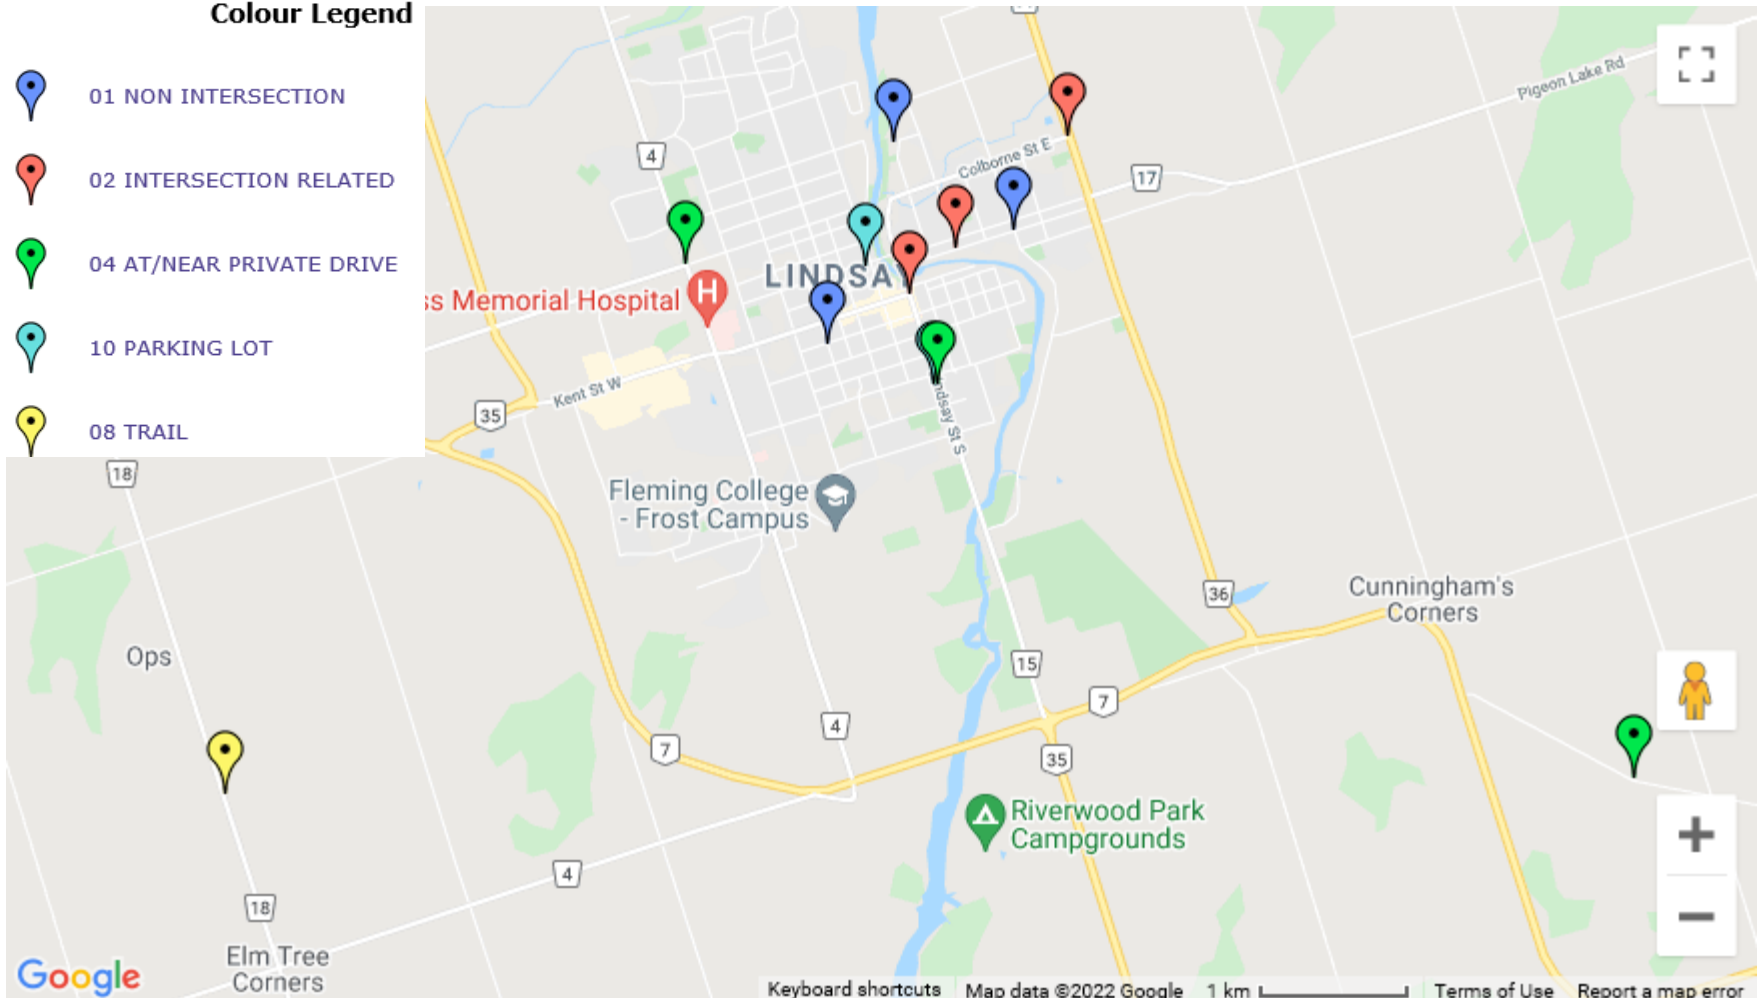 Colour Legend
01 NON INTERSECTION
02 INTERSECTION RELATED
04 AT/NEAR PRIVATE DRIVE
10 PARKING LOT
08 TRAIL
Pigeon Lake Rd
Colborne St E
4
17
LINDSA
ss Memorial Hospital
H
Kent St W
35
ndsay St S
18
Fleming College
- Frost Campus
36
Cunningham's
Corners
Ops
15
7
4
7
35
Riverwood Park
Campgrounds
4
18
Elm Tree
Corners
Google
Keyboard shortcuts
Map data ©2022 Google
1 km
Terms of Use
Report a map error